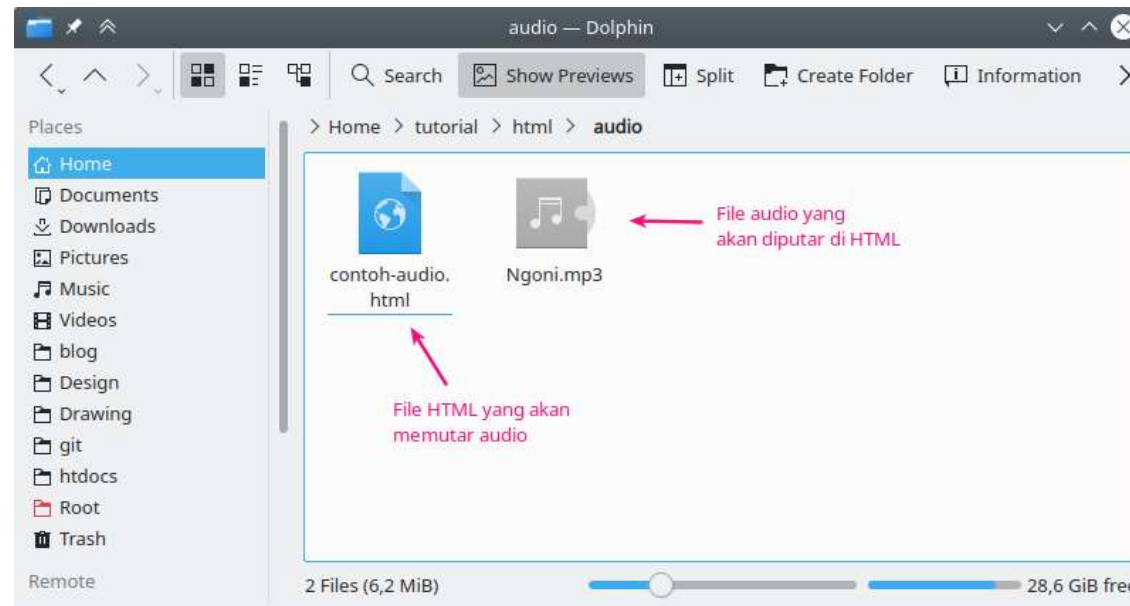 audio — Dolphin
Search Show Previews Split Create Folder Information
Places
> Home > tutorial > html > audio
Home
Documents
Downloads
Pictures
Music
Videos
blog
Design
Drawing
git
htdocs
Root
Trash
Remote
contoh-audio.
html
Ngoni.mp3
File audio yang
akan diputar di HTML
File HTML yang akan
memutar audio
2 Files (6,2 MiB)
28,6 GiB free